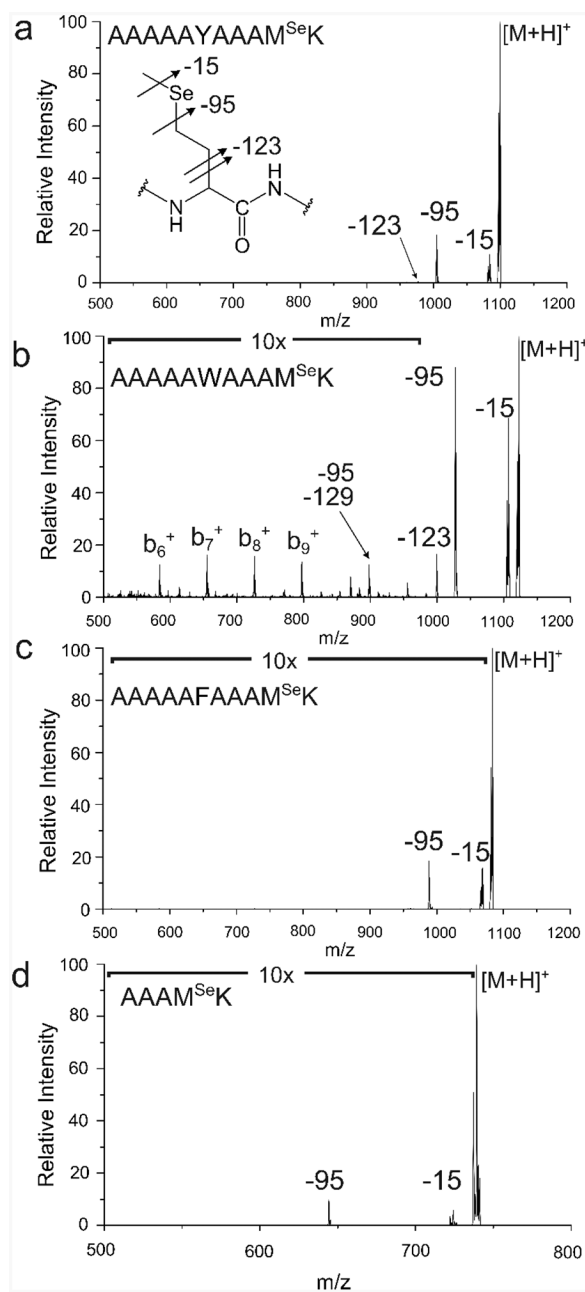 a
AAAAAYAAAM^SeK
[M+H]+
-15
Se
-95
-123
H
N
N
H
C
O
-123
-95
-15
Relative Intensity
100
80
60
40
20
0
500 600 700 800 900 1000 1100 1200
m/z
b
10x
[M+H]+
AAAAAWAAAM^SeK
-95
-15
-95
-129
b6+ b7+ b8+ b9+
-123
Relative Intensity
100
80
60
40
20
0
500 600 700 800 900 1000 1100 1200
m/z
c
10x
[M+H]+
AAAAAFAAAM^SeK
-95
-15
Relative Intensity
100
80
60
40
20
0
500 600 700 800 900 1000 1100 1200
m/z
d
10x
[M+H]+
AAAM^SeK
-95
-15
Relative Intensity
100
80
60
40
20
0
500 600 700 800
m/z